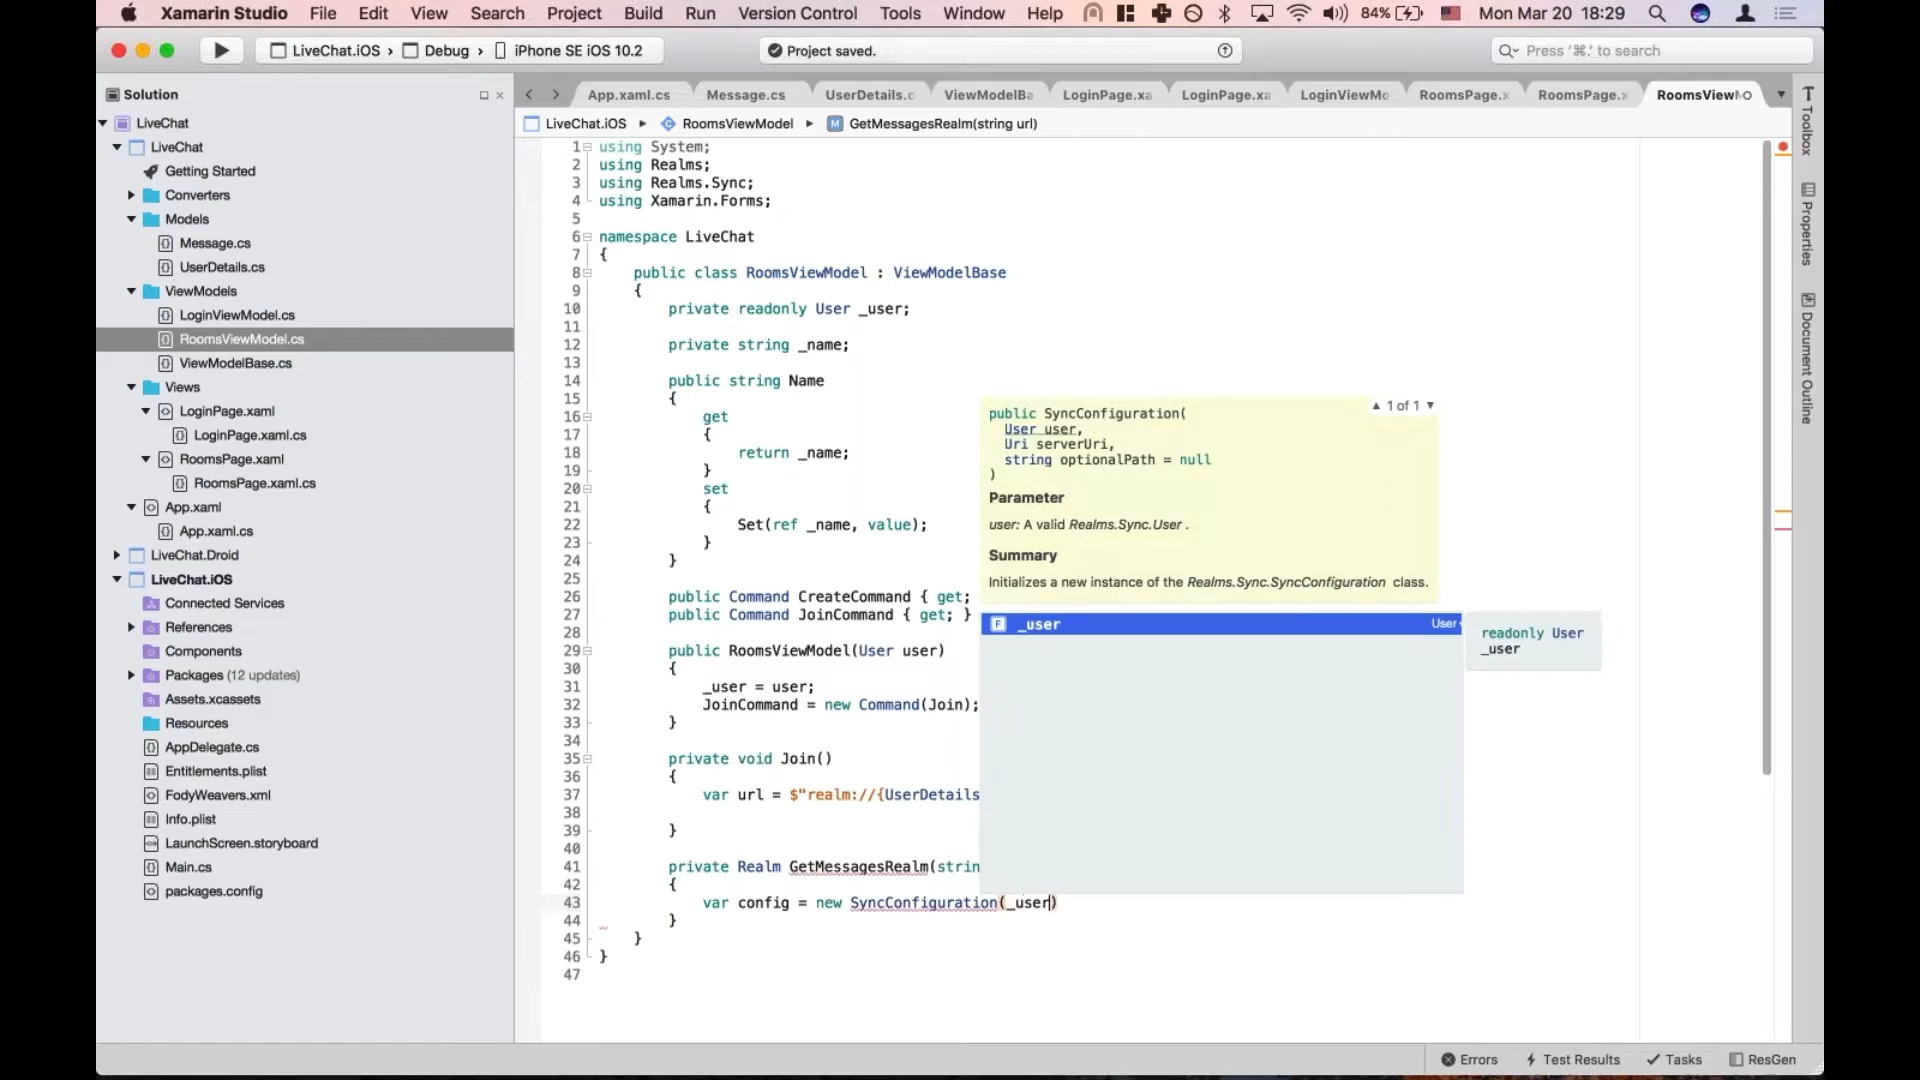 Xamarin Studio File Edit View Search Project Build Run Version Control Tools Window Help 84% Mon Mar 20 18:29
LiveChat.iOS › Debug › iPhone SE iOS 10.2
Project saved.
Press '⌘.' to search
Solution
App.xaml.cs
Message.cs
UserDetails.c
ViewModelBa
LoginPage.xa
LoginPage.xa
LoginViewMo
RoomsPage.x
RoomsPage.x
RoomsViewM
LiveChat.iOS ▸ RoomsViewModel ▸ M GetMessagesRealm(string url)
LiveChat
LiveChat
Getting Started
Converters
Models
Message.cs
UserDetails.cs
ViewModels
LoginViewModel.cs
RoomsViewModel.cs
ViewModelBase.cs
Views
LoginPage.xaml
LoginPage.xaml.cs
RoomsPage.xaml
RoomsPage.xaml.cs
App.xaml
App.xaml.cs
LiveChat.Droid
LiveChat.iOS
Connected Services
References
Components
Packages (12 updates)
Assets.xcassets
Resources
AppDelegate.cs
Entitlements.plist
FodyWeavers.xml
Info.plist
LaunchScreen.storyboard
Main.cs
packages.config
1 using System;
2 using Realms;
3 using Realms.Sync;
4 using Xamarin.Forms;
5
6 namespace LiveChat
7 {
8 public class RoomsViewModel : ViewModelBase
9 {
10 private readonly User _user;
11
12 private string _name;
13
14 public string Name
15 {
16 get
17 {
18 return _name;
19 }
20 set
21 {
22 Set(ref _name, value);
23 }
24 }
25
26 public Command CreateCommand { get;
27 public Command JoinCommand { get; }
28
29 public RoomsViewModel(User user)
30 {
31 _user = user;
32 JoinCommand = new Command(Join);
33 }
34
35 private void Join()
36 {
37 var url = $"realm://{UserDetails
38
39 }
40
41 private Realm GetMessagesRealm(strin
42 {
43 var config = new SyncConfiguration(_user)
44 }
45 }
46 }
47
▲ 1 of 1 ▼
public SyncConfiguration(
User user,
Uri serverUri,
string optionalPath = null
)
Parameter
user: A valid Realms.Sync.User .
Summary
Initializes a new instance of the Realms.Sync.SyncConfiguration class.
F _user User
readonly User
_user
Toolbox
Properties
Document Outline
Errors
Test Results
Tasks
ResGen